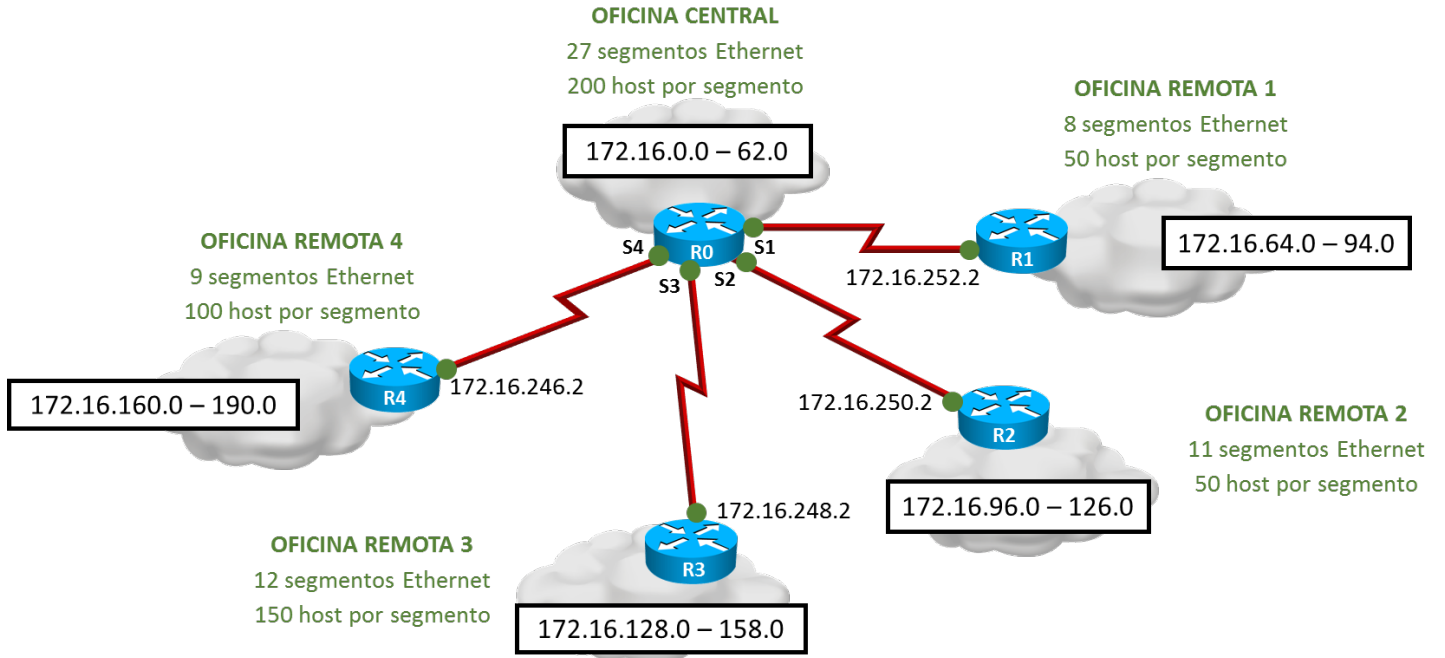 OFICINA CENTRAL
27 segmentos Ethernet
200 host por segmento
172.16.0.0 – 62.0
OFICINA REMOTA 1
8 segmentos Ethernet
50 host por segmento
172.16.64.0 – 94.0
R1
172.16.252.2
S4
R0
S1
S3
S2
OFICINA REMOTA 4
9 segmentos Ethernet
100 host por segmento
172.16.160.0 – 190.0
R4
172.16.246.2
172.16.250.2
R2
172.16.96.0 – 126.0
OFICINA REMOTA 2
11 segmentos Ethernet
50 host por segmento
172.16.248.2
R3
OFICINA REMOTA 3
12 segmentos Ethernet
150 host por segmento
172.16.128.0 – 158.0